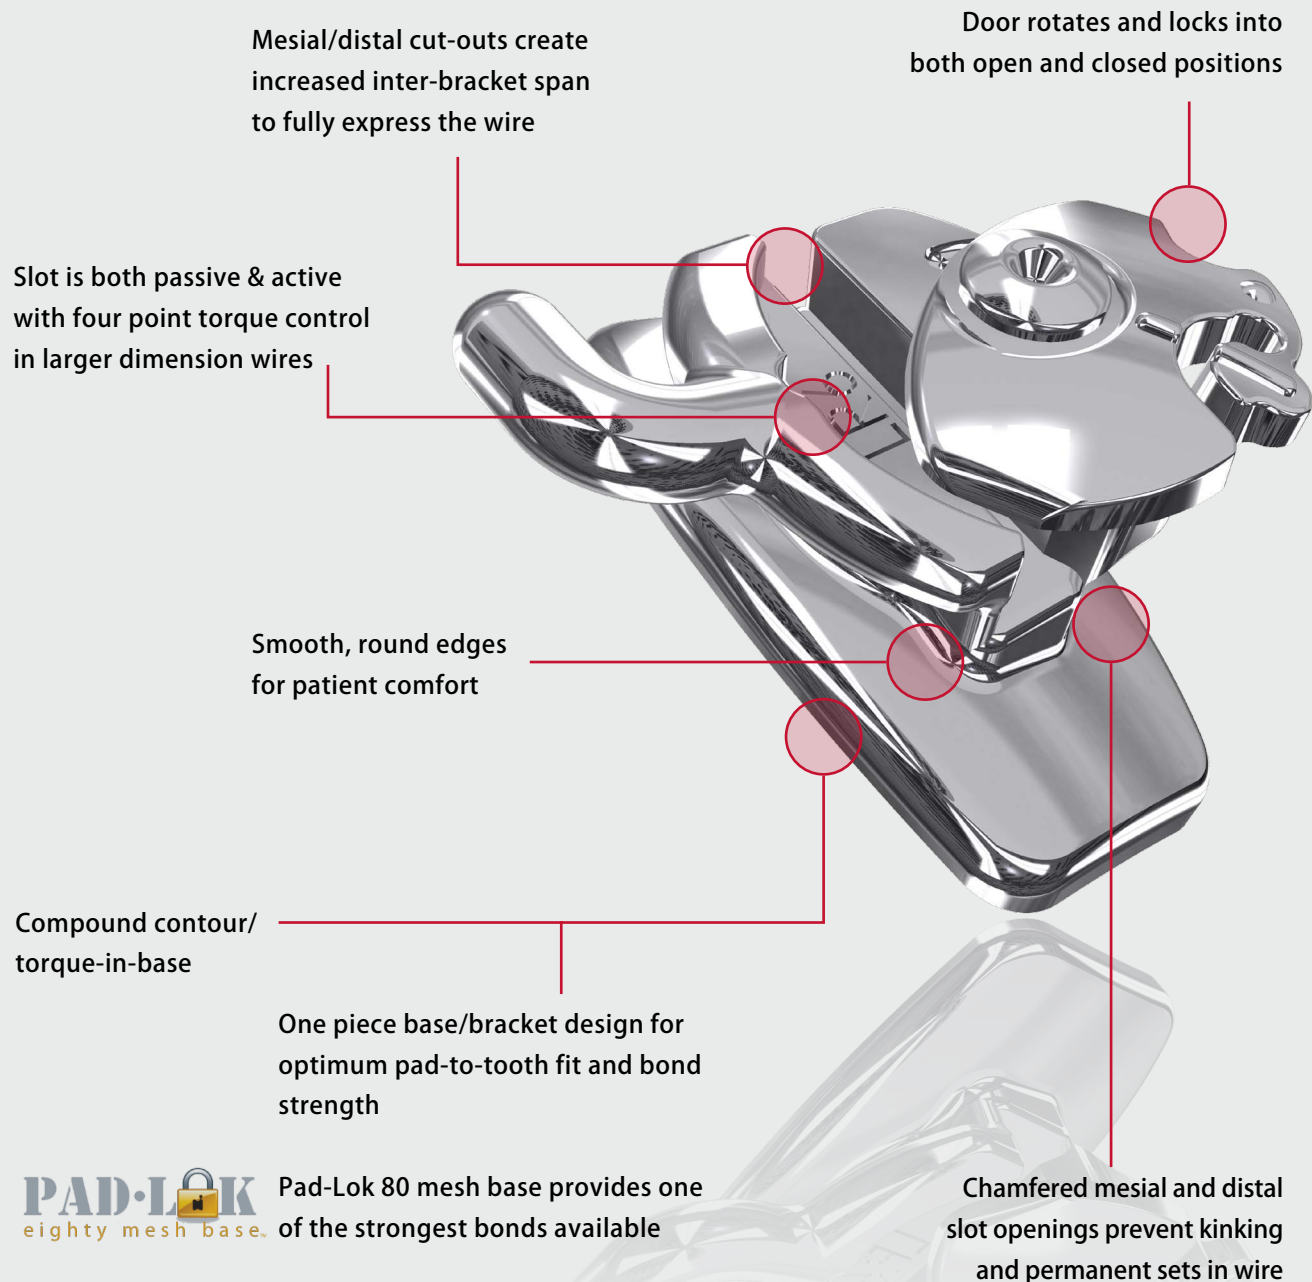 Mesial/distal cut-outs create
increased inter-bracket span
to fully express the wire
Door rotates and locks into
both open and closed positions
Slot is both passive & active
with four point torque control
in larger dimension wires
Smooth, round edges
for patient comfort
Compound contour/
torque-in-base
One piece base/bracket design for
optimum pad-to-tooth fit and bond
strength
PAD·LOK
eighty mesh base
Pad-Lok 80 mesh base provides one
of the strongest bonds available
Chamfered mesial and distal
slot openings prevent kinking
and permanent sets in wire